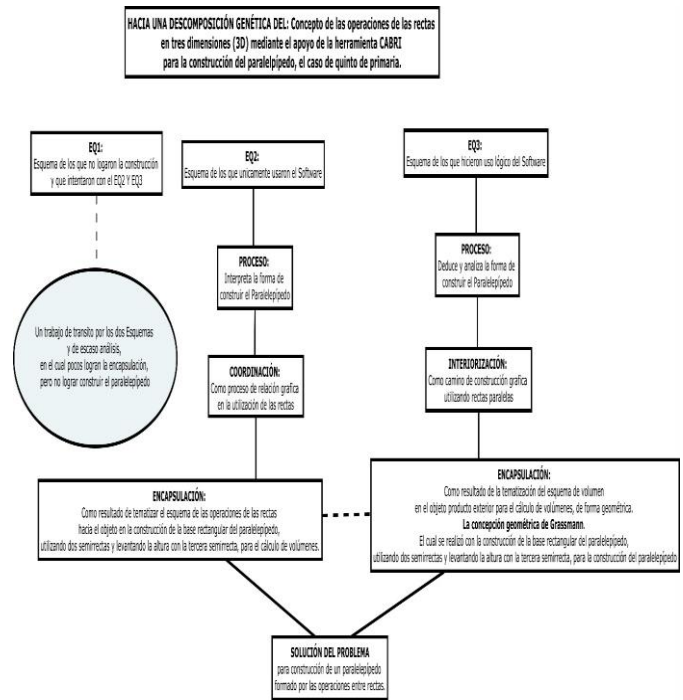 HACIA UNA DESCOMPOSICIÓN GENÉTICA DEL: Concepto de las operaciones de las rectas
en tres dimensiones (3D) mediante el apoyo de la herramienta CABRI
para la construcción del paralelpípedo, el caso de quinto de primaria.
EQ1:
Esquema de los que no logaron la construcción
y que intentaron con el EQ2 Y EQ3
EQ2:
Esquema de los que unicamente usaron el Software
EQ3:
Esquema de los que hicieron uso lógico del Software
PROCESO:
Interpreta la forma de
construir el Paralelepípedo
PROCESO:
Deduce y analiza la forma de
construir el Paralelepípedo
Un trabajo de transito por los dos Esquemas
y de escaso análisis,
en el cual pocos logran la encapsulación,
pero no lograr construir el paralelepípedo
COORDINACIÓN:
Como proceso de relación grafica
en la utilización de las rectas
INTERIORIZACIÓN:
Como camino de construcción grafica
utilizando rectas paralelas
ENCAPSULACIÓN:
Como resultado de tematizar el esquema de las operaciones de las rectas
hacia el objeto en la construcción de la base rectangular del paralepípedo,
utilizando dos semirrectas y levantando la altura con la tercera semirrecta, para el cálculo de volúmenes.
ENCAPSULACIÓN:
Como resultado de la tematización del esquema de volumen
en el objeto producto exterior para el cálculo de volúmenes, de forma geométrica.
La concepción geométrica de Grassmann.
El cual se realizó con la construcción de la base rectangular del paralelepípedo,
utilizando dos semirrectas y levantando la altura con la tercera semirrecta, para la construcción del paralelepípedo
SOLUCIÓN DEL PROBLEMA
para construcción de un paralelepípedo
formado por las operaciones entre rectas.